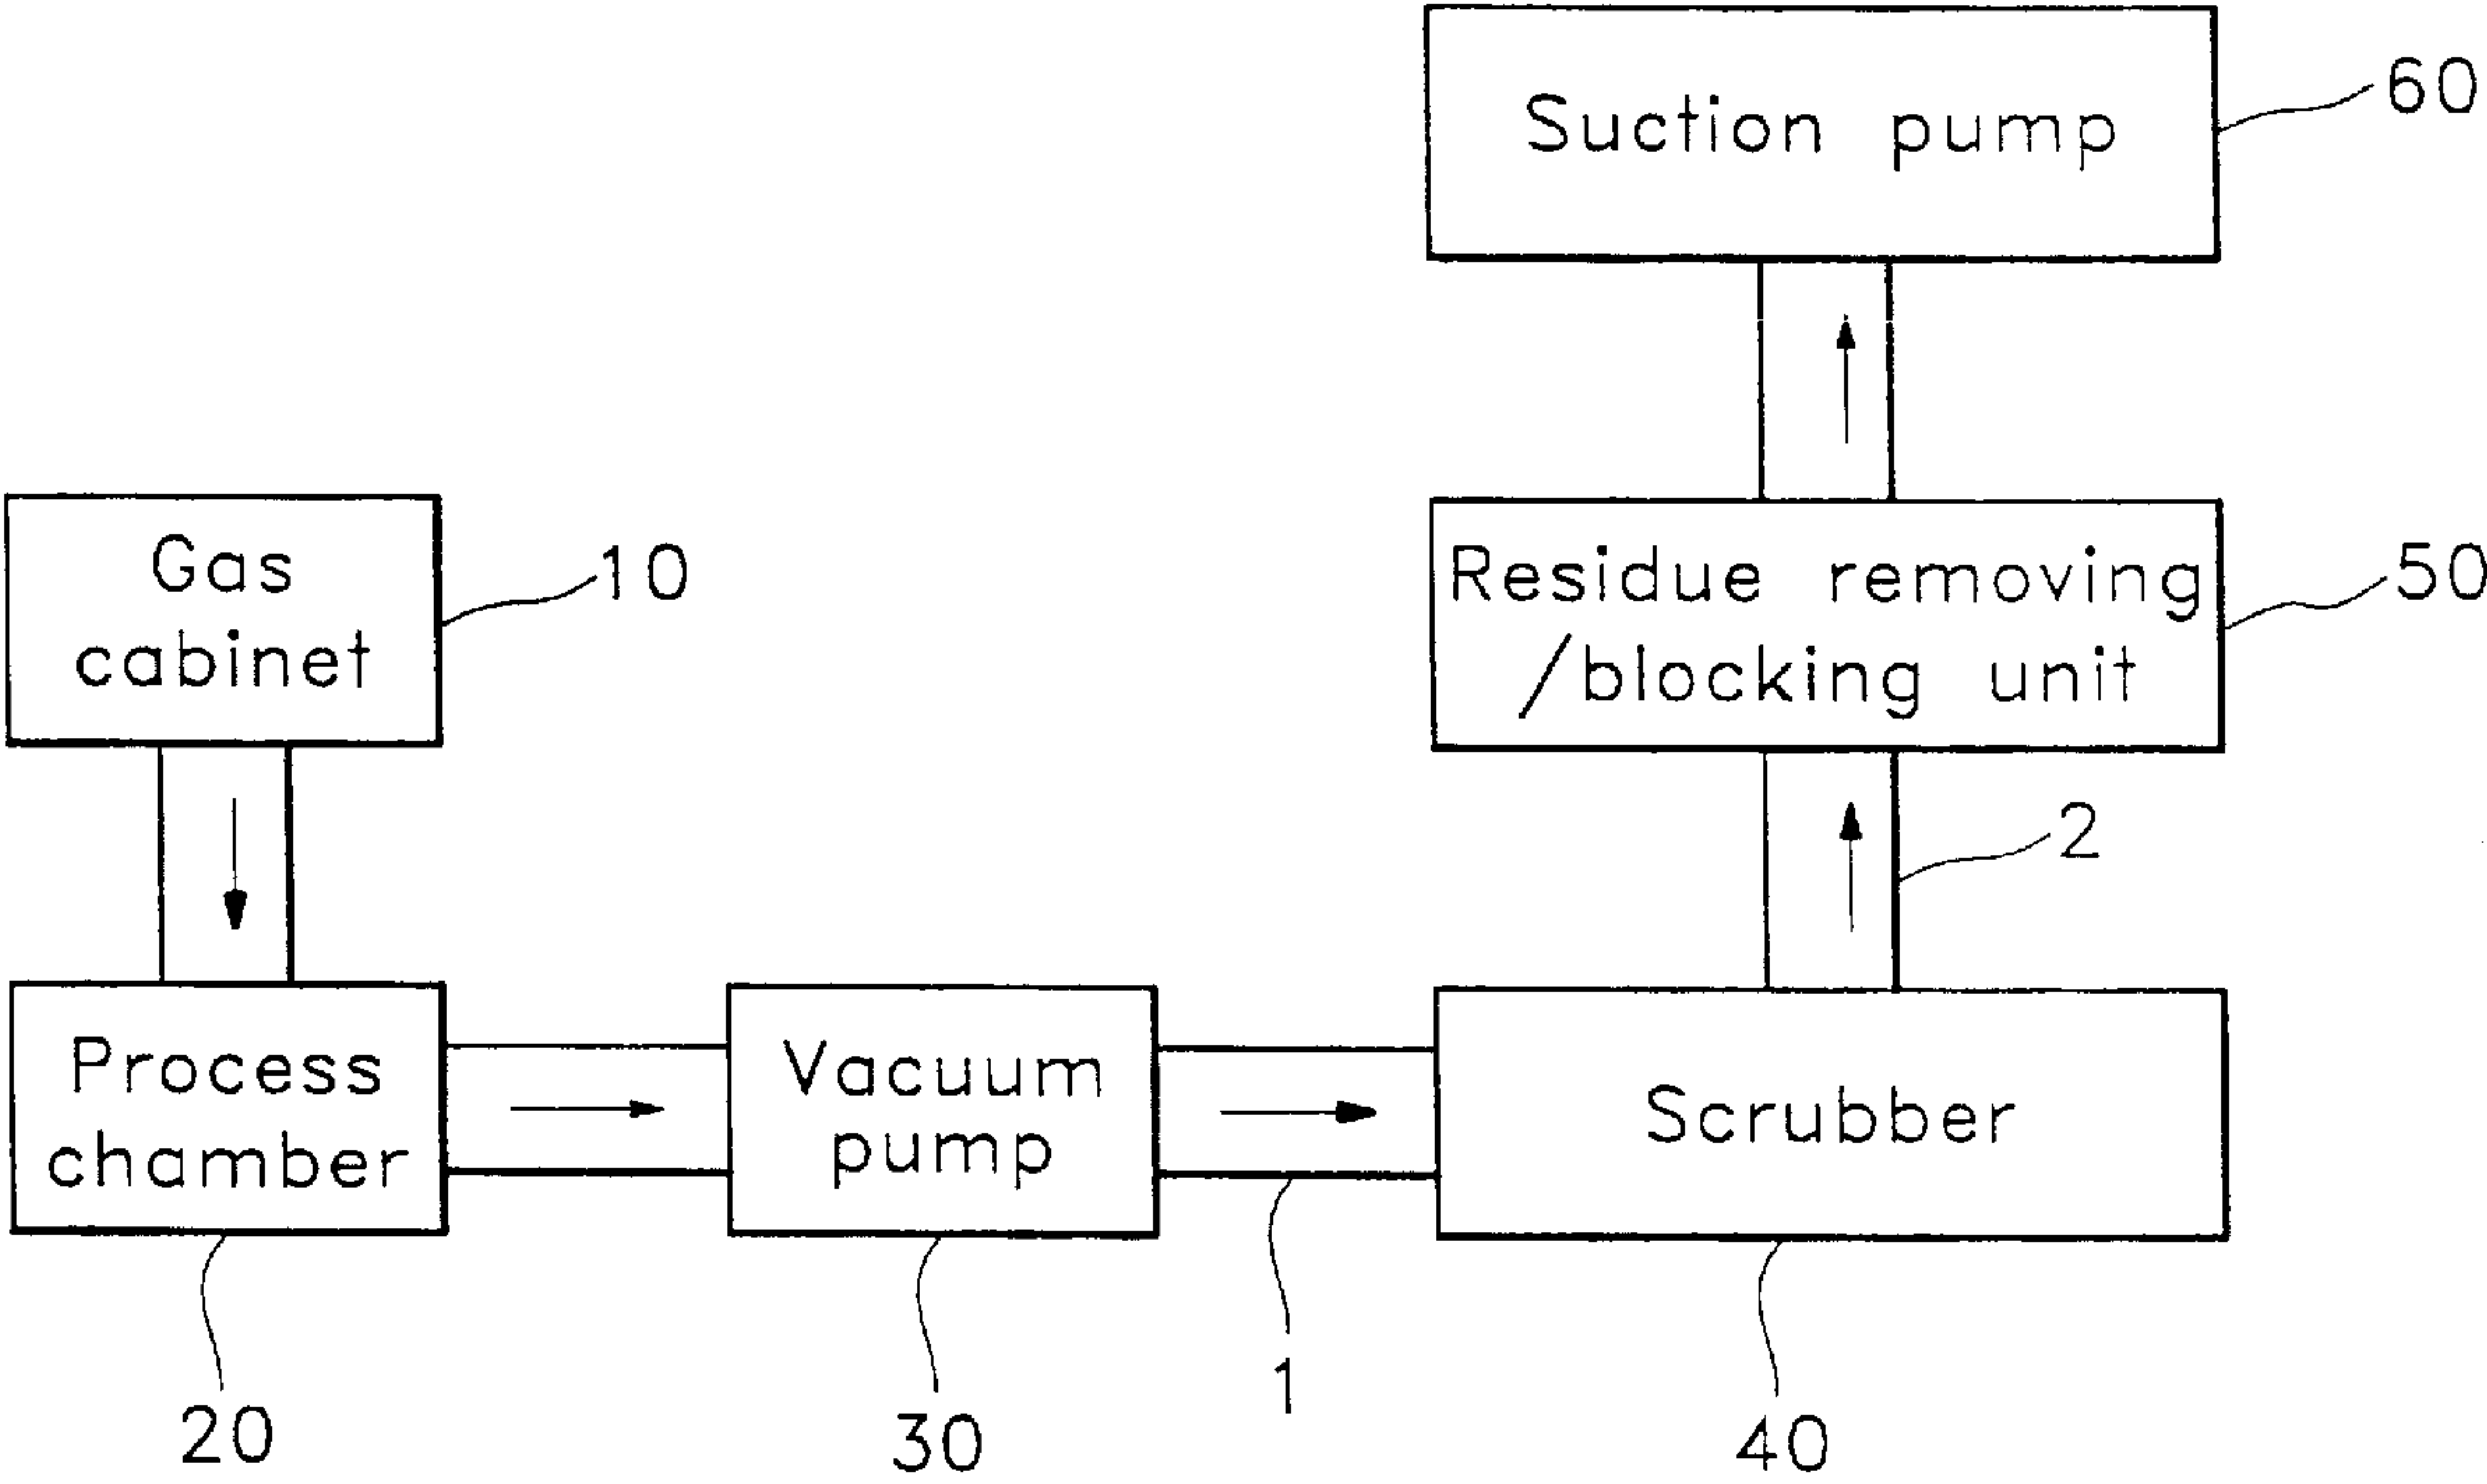 Suction pump
60
Gas
cabinet
10
Residue removing
/blocking unit
50
2
Process
chamber
Vacuum
pump
Scrubber
20
30
1
40